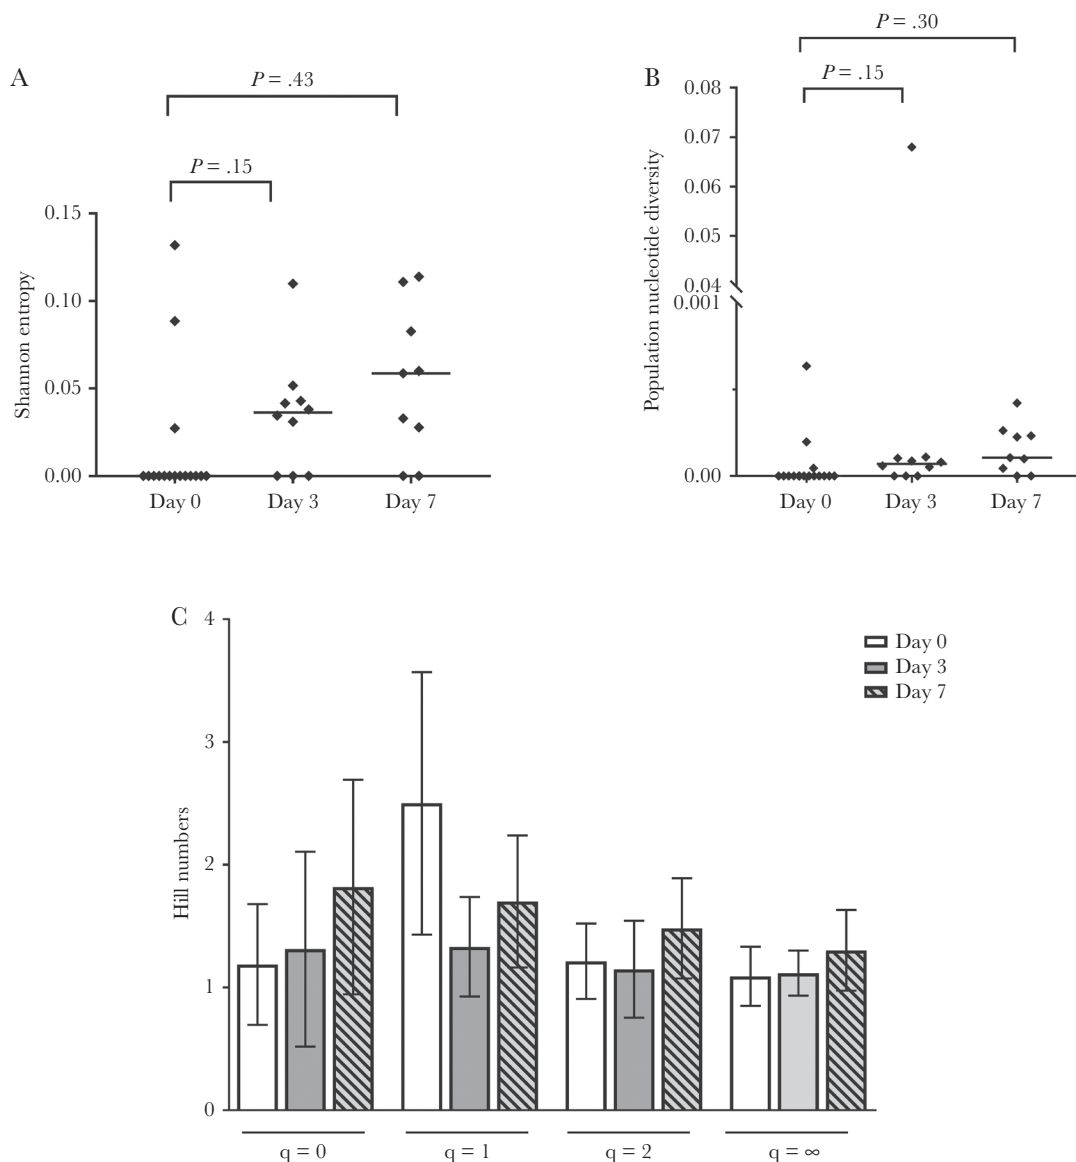 A
P = .43
P = .15
0.15
0.10
0.05
0.00
Shannon entropy
Day 0 Day 3 Day 7
B
P = .30
P = .15
0.08
0.07
0.06
0.05
0.04
0.001
0.00
Population nucleotide diversity
Day 0 Day 3 Day 7
C
4
3
2
1
0
Hill numbers
Day 0
Day 3
Day 7
q = 0 q = 1 q = 2 q = ∞